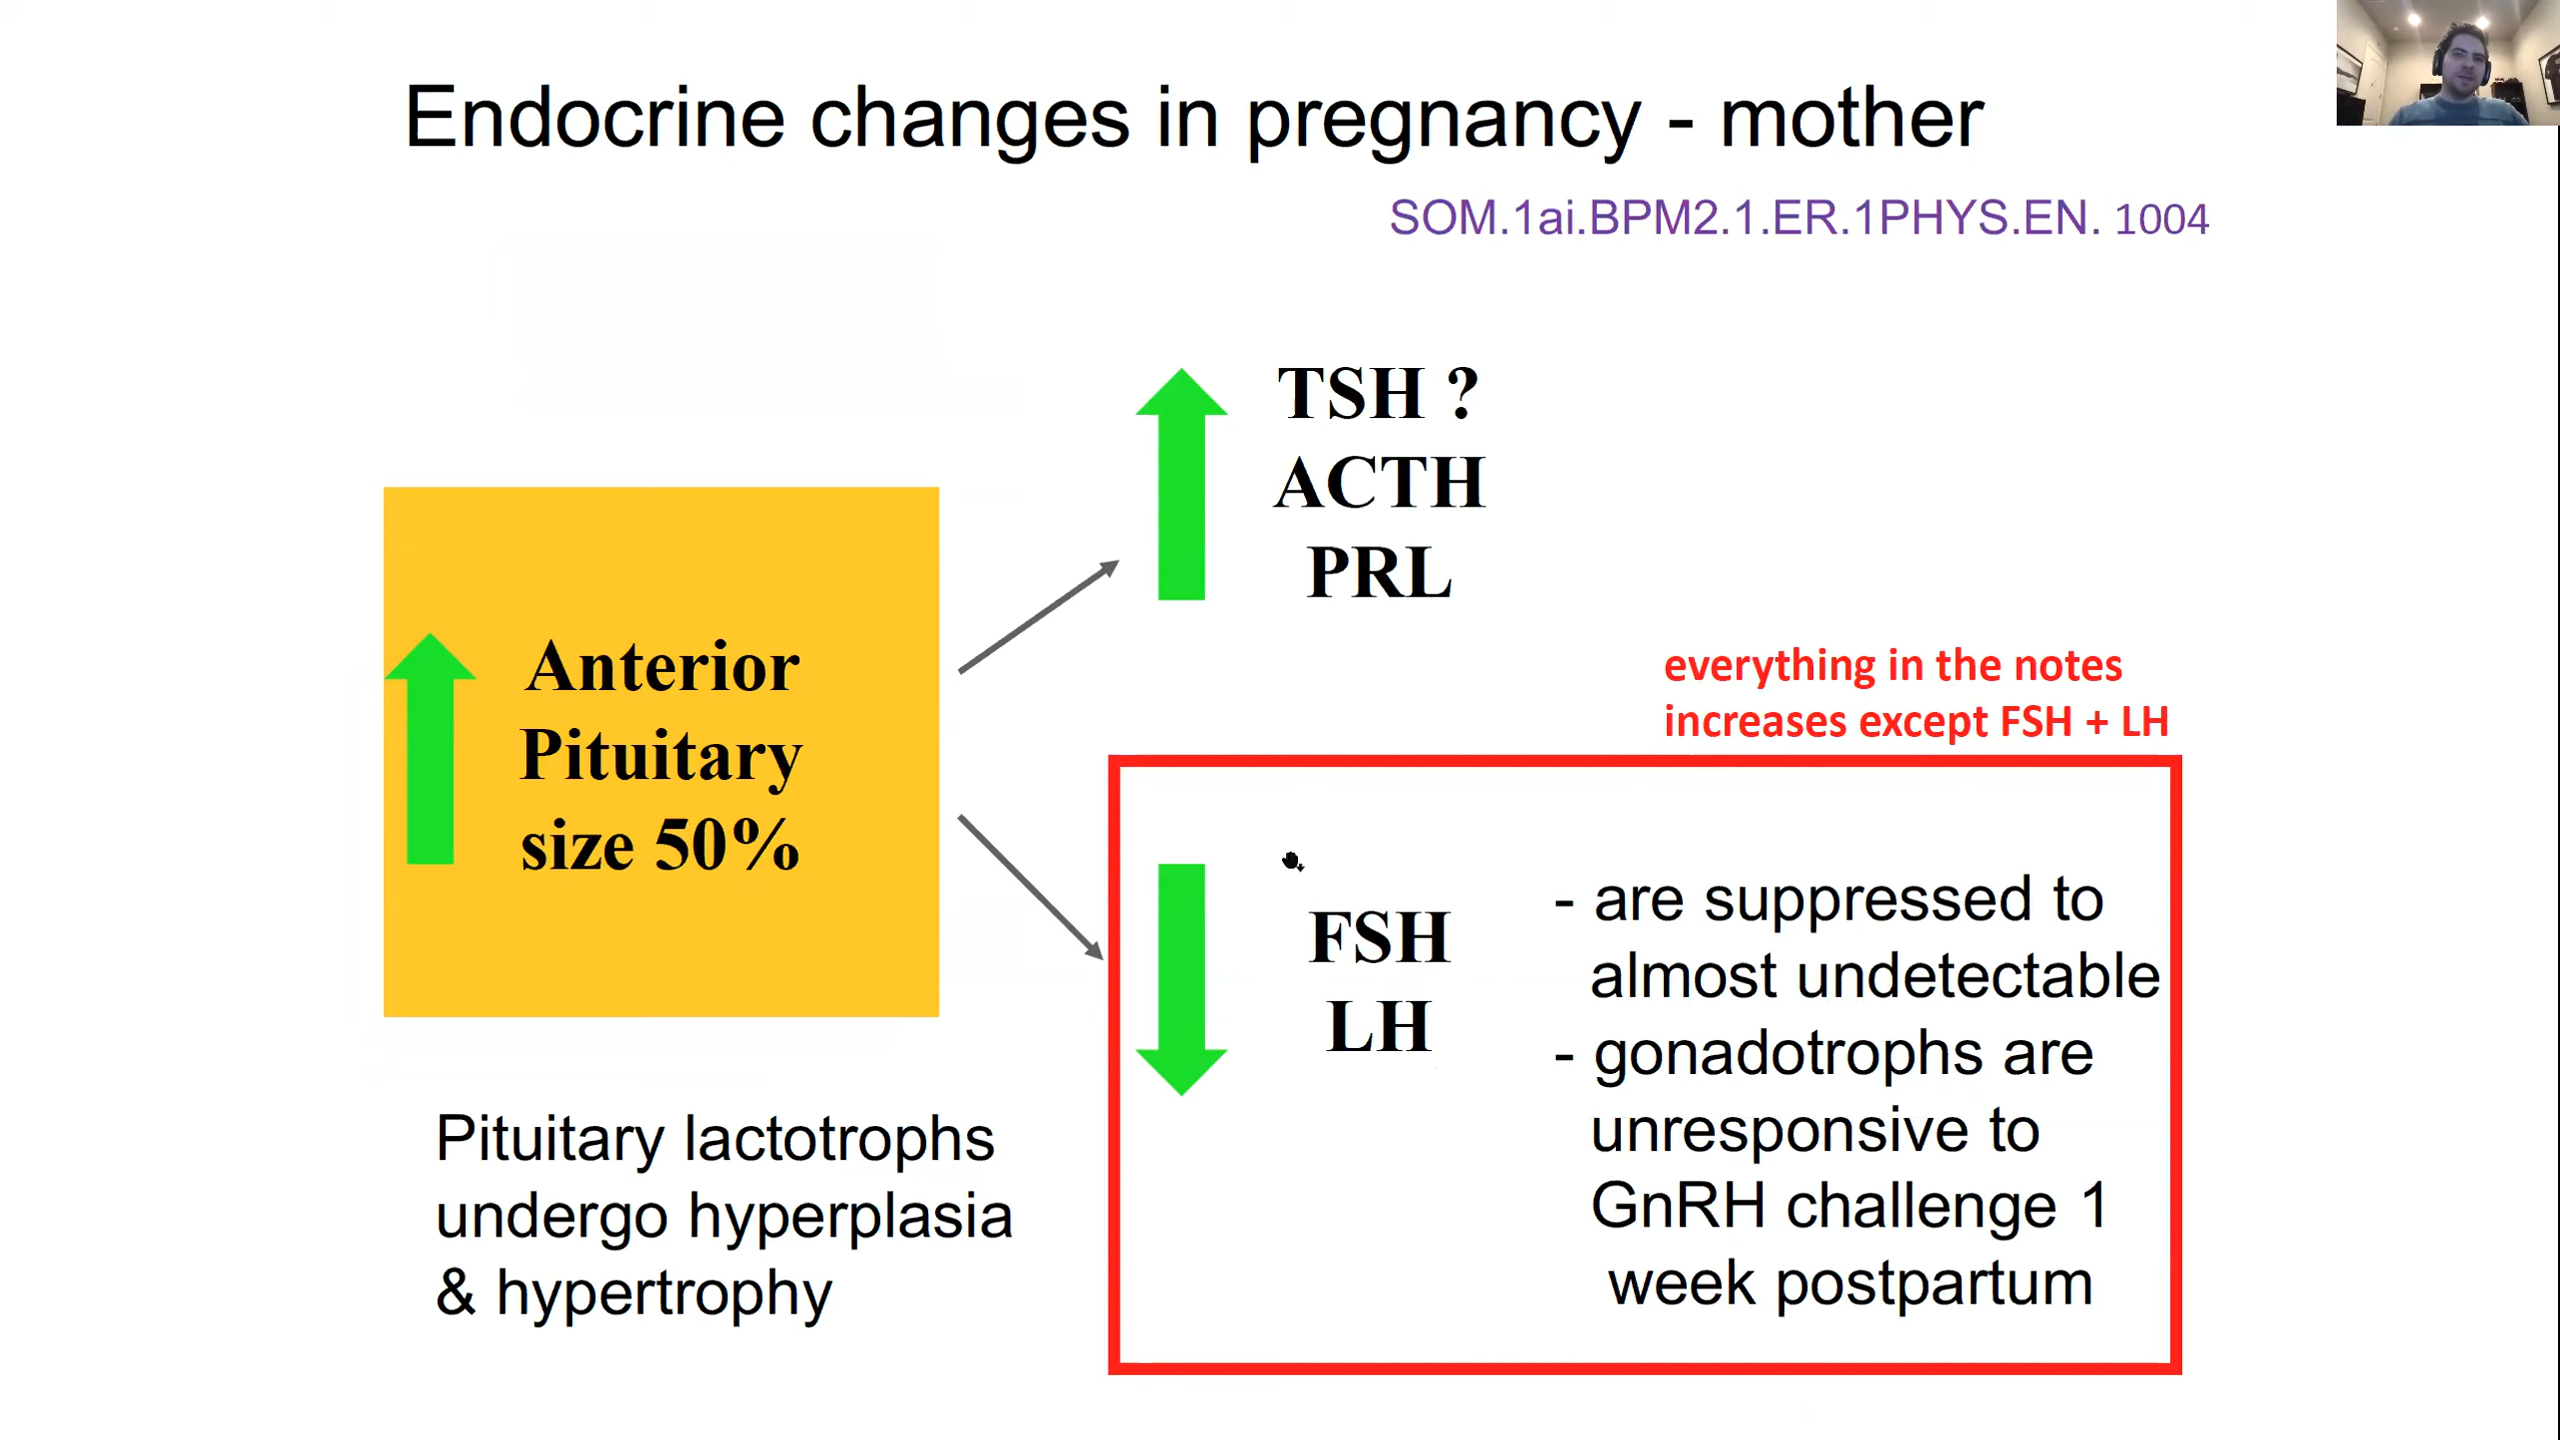 Endocrine changes in pregnancy - mother
SOM.1ai.BPM2.1.ER.1PHYS.EN. 1004
TSH ?
ACTH
PRL
Anterior
Pituitary
size 50%
everything in the notes
increases except FSH + LH
FSH
LH
- are suppressed to
almost undetectable
- gonadotrophs are
unresponsive to
GnRH challenge 1
week postpartum
Pituitary lactotrophs
undergo hyperplasia
& hypertrophy